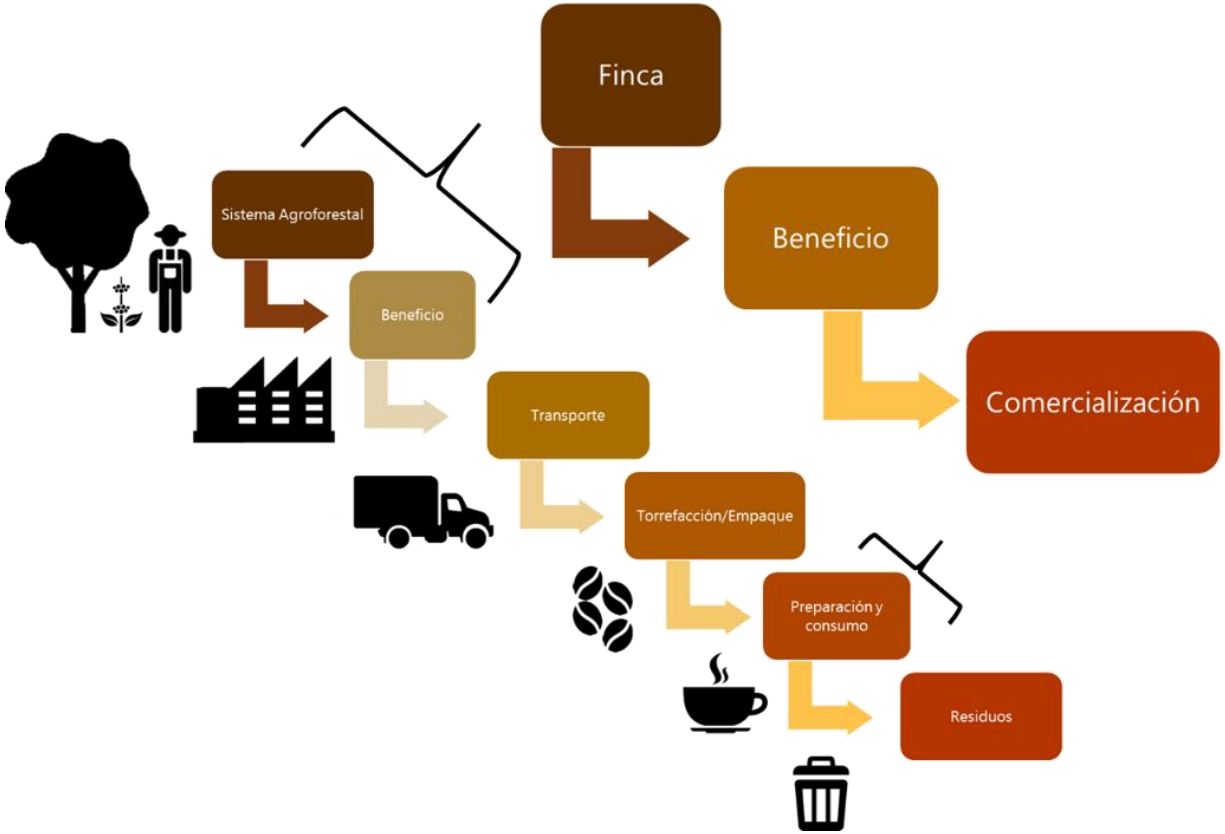 Finca
Beneficio
Comercialización
Sistema Agroforestal
Beneficio
Transporte
Torrefacción/Empaque
Preparación y
consumo
Residuos